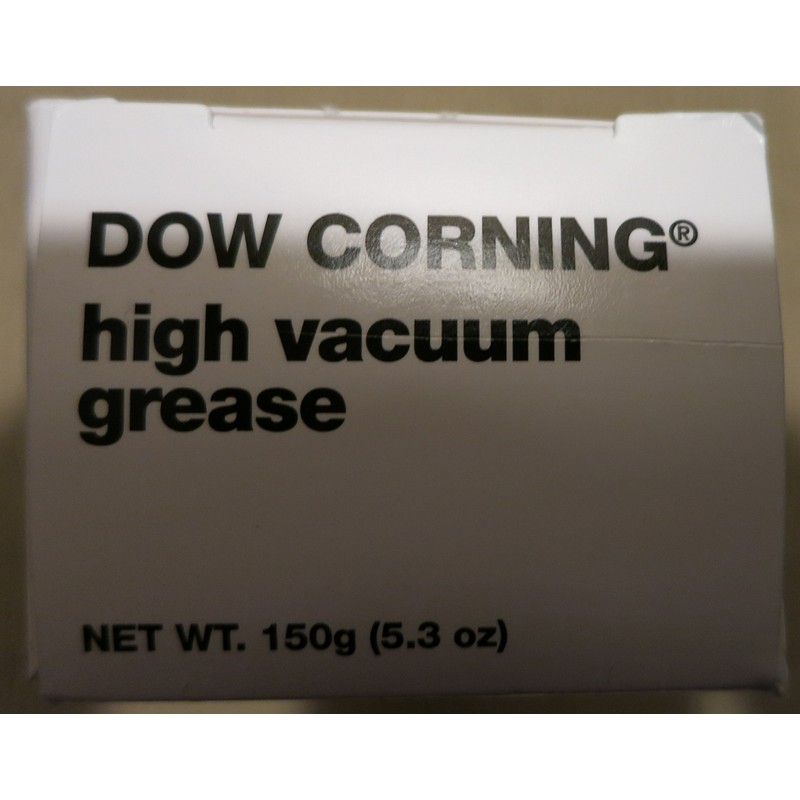 DOW CORNING®
high vacuum
grease
NET WT. 150g (5.3 oz)